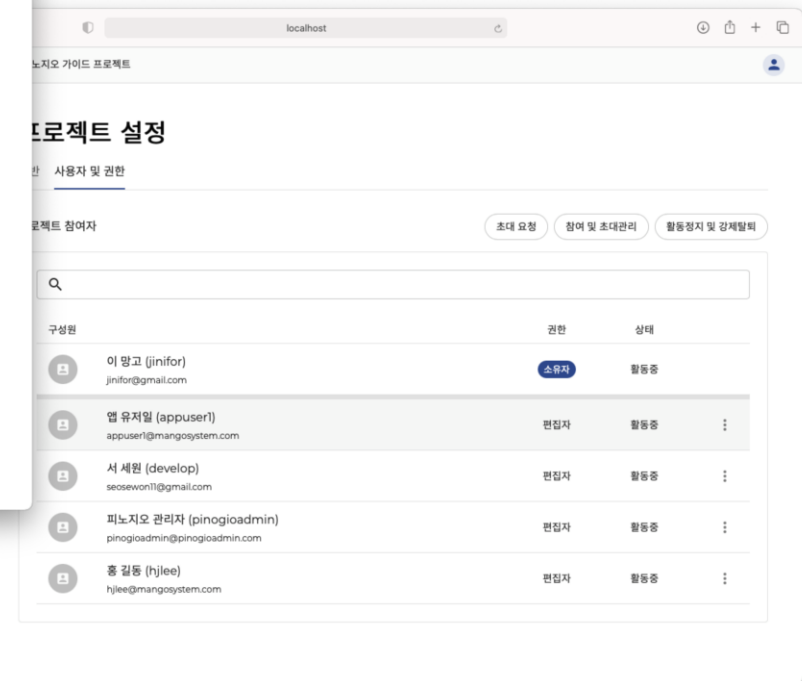 localhost
노지오 가이드 프로젝트
프로젝트 설정
반 사용자 및 권한
로젝트 참여자 초대 요청 참여 및 초대관리 활동정지 및 강제탈퇴
구성원 권한 상태
이 망고 (jinifor)
소유자 활동중
jinifor@gmail.com
앱 유저일 (appuser1)
편집자 활동중
appuser1@mangosystem.com
서 세원 (develop)
편집자 활동중
seosewon11@gmail.com
피노지오 관리자 (pinogioadmin)
편집자 활동중
pinogioadmin@pinogioadmin.com
홍 길동 (hjlee)
편집자 활동중
hjlee@mangosystem.com